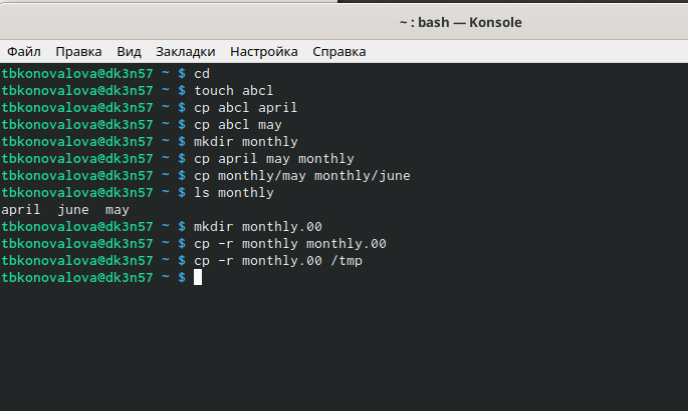 ~ : bash — Konsole
Файл Правка Вид Закладки Настройка Справка
tbkonovalova@dk3n57 ~ $ cd
tbkonovalova@dk3n57 ~ $ touch abcl
tbkonovalova@dk3n57 ~ $ cp abcl april
tbkonovalova@dk3n57 ~ $ cp abcl may
tbkonovalova@dk3n57 ~ $ mkdir monthly
tbkonovalova@dk3n57 ~ $ cp april may monthly
tbkonovalova@dk3n57 ~ $ cp monthly/may monthly/june
tbkonovalova@dk3n57 ~ $ ls monthly
april june may
tbkonovalova@dk3n57 ~ $ mkdir monthly.00
tbkonovalova@dk3n57 ~ $ cp -r monthly monthly.00
tbkonovalova@dk3n57 ~ $ cp -r monthly.00 /tmp
tbkonovalova@dk3n57 ~ $